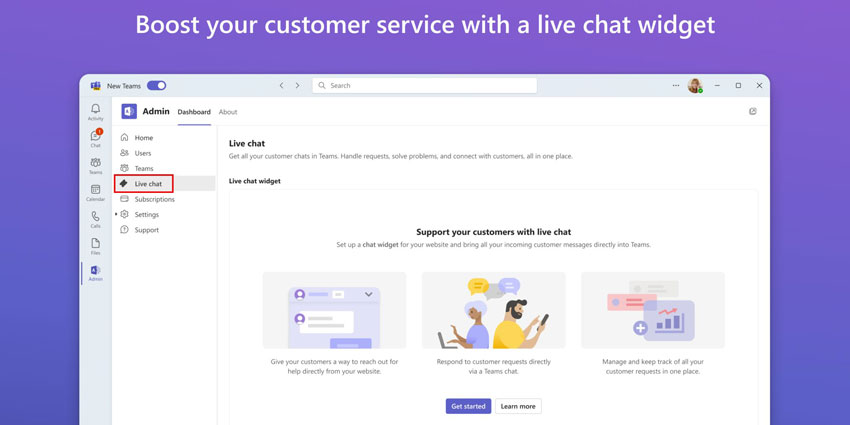 Boost your customer service with a live chat widget
New Teams
Search
Activity
Chat
1
Teams
Calendar
Calls
Files
Admin
Admin
Dashboard
About
Home
Users
Teams
Live chat
Subscriptions
Settings
Support
Live chat
Get all your customer chats in Teams. Handle requests, solve problems, and connect with customers, all in one place.
Live chat widget
Support your customers with live chat
Set up a chat widget for your website and bring all your incoming customer messages directly into Teams.
Give your customers a way to reach out for
help directly from your website.
Respond to customer requests directly
via a Teams chat.
Manage and keep track of all your
customer requests in one place.
Get started
Learn more